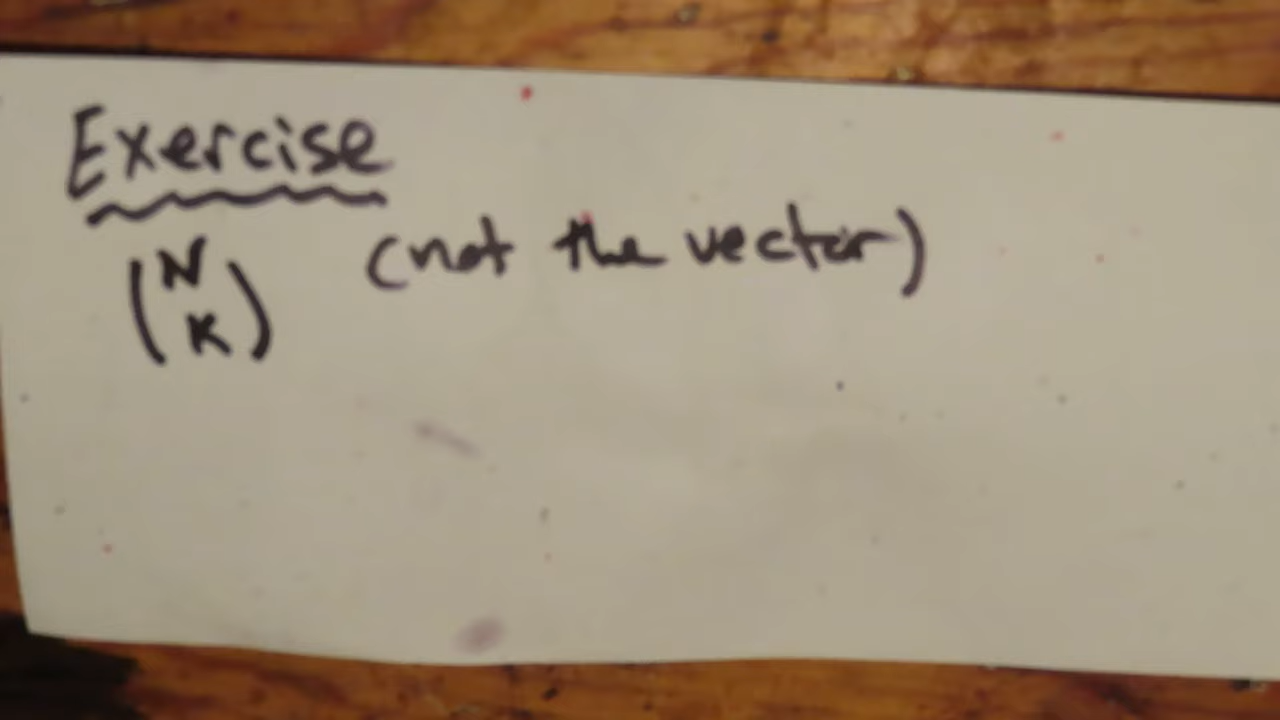 Exercise
(N
K) (not the vector)